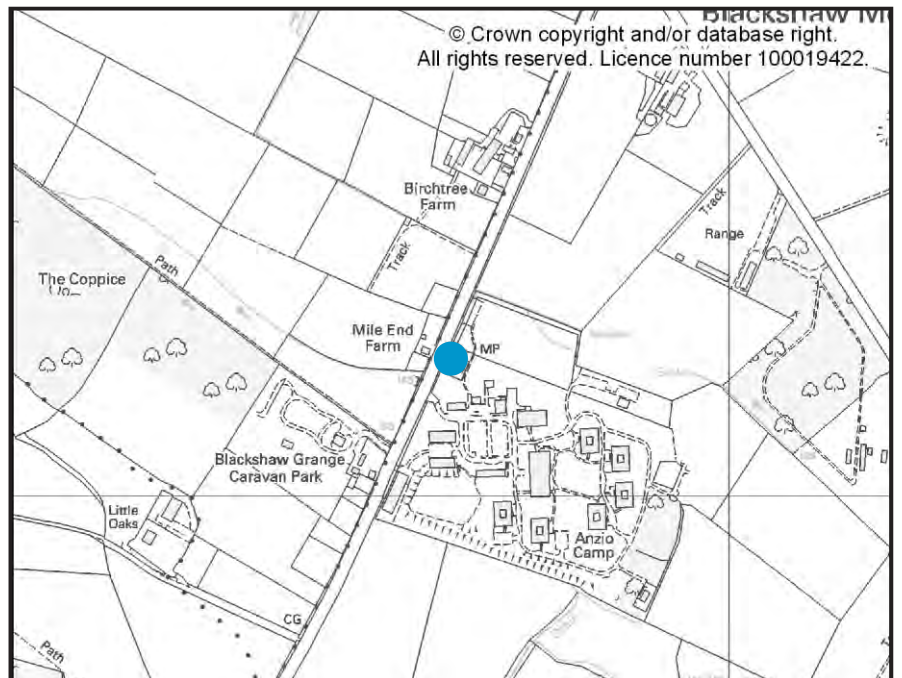 Blackshaw
© Crown copyright and/or database right.
All rights reserved. Licence number 100019422.
Birchtree
Farm
Track
Track
Range
Path
The Coppice
Mile End
Farm
MP
Blackshaw Grange
Caravan Park
Little
Oaks
Anzio
Camp
CG
Path